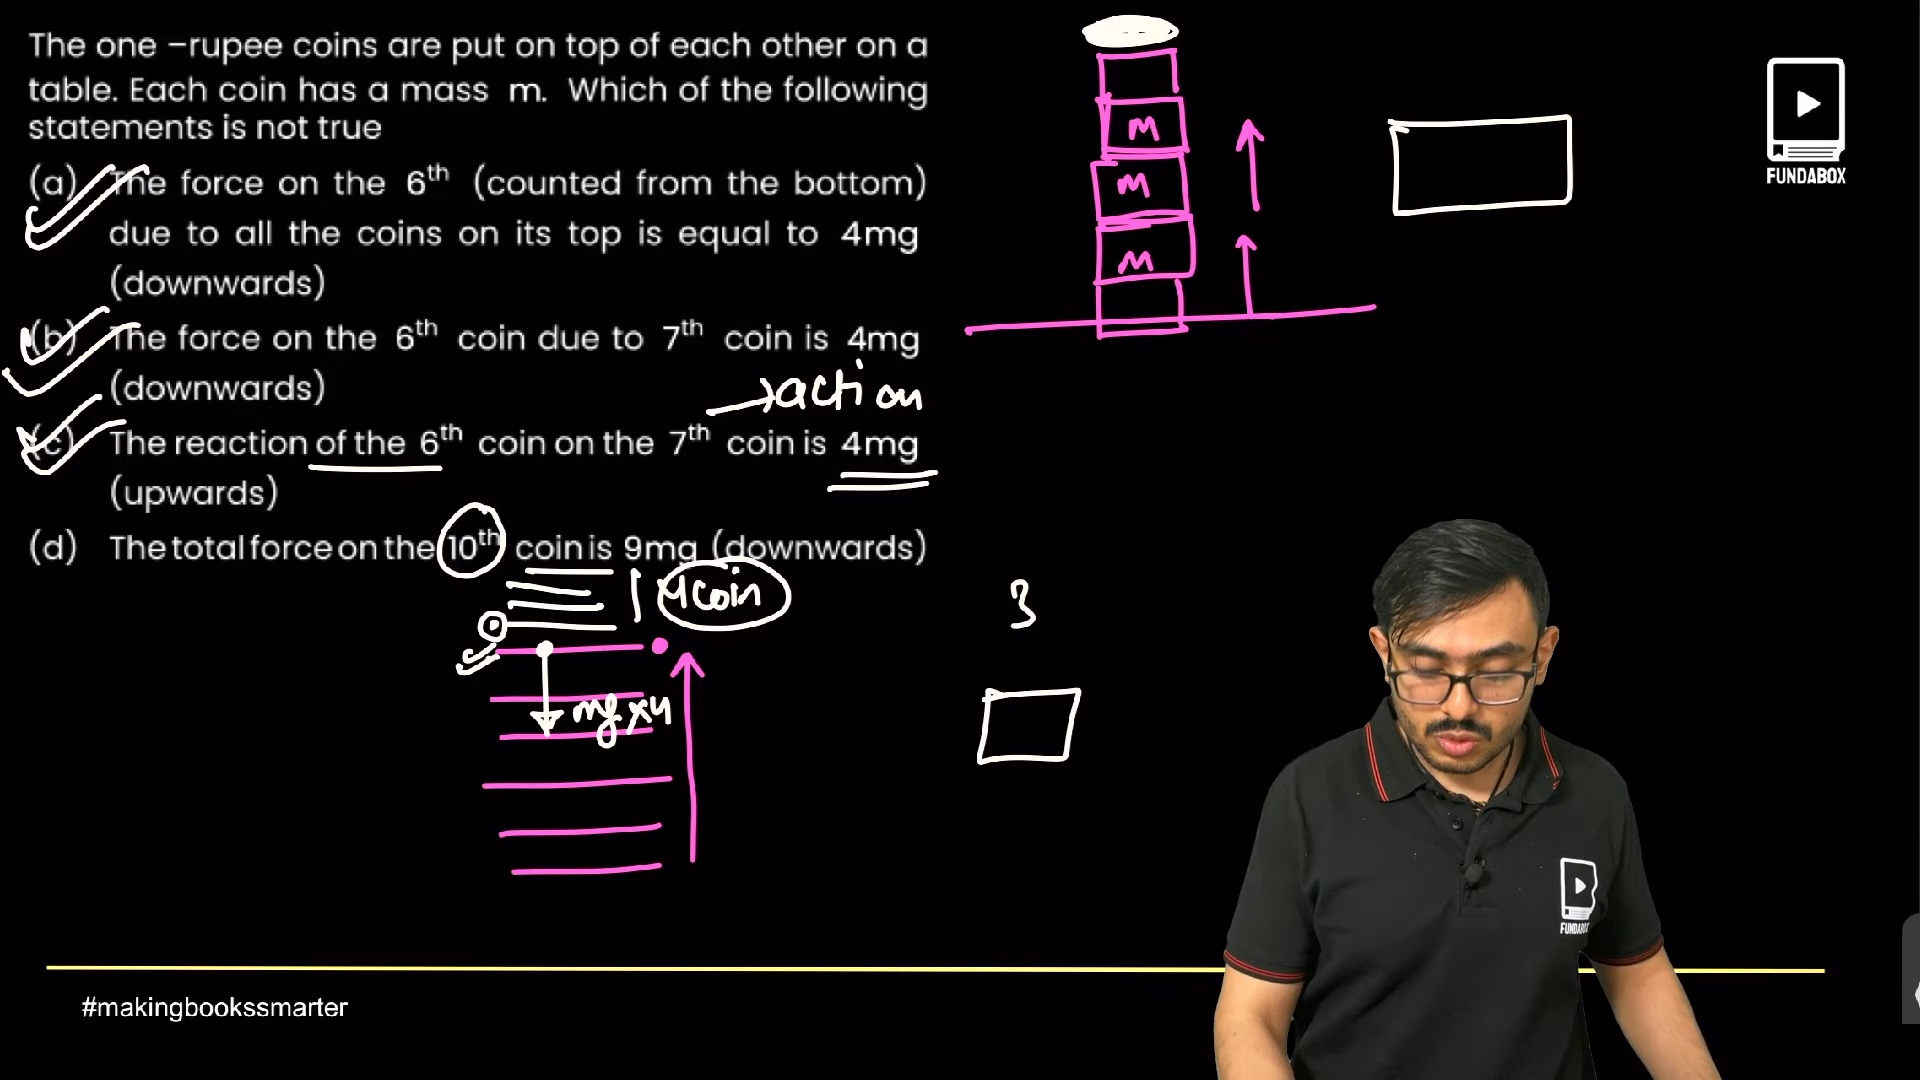 The one –rupee coins are put on top of each other on a
table. Each coin has a mass m. Which of the following
statements is not true
(a) The force on the 6th (counted from the bottom)
due to all the coins on its top is equal to 4mg
(downwards)
(b) The force on the 6th coin due to 7th coin is 4mg
(downwards)
→action
(c) The reaction of the 6th coin on the 7th coin is 4mg
(upwards)
(d) The total force on the 10th coin is 9mg (downwards)
4coin
mg×4
M
M
M
3
FUNDABOX
FUNDABOX
#makingbookssmarter